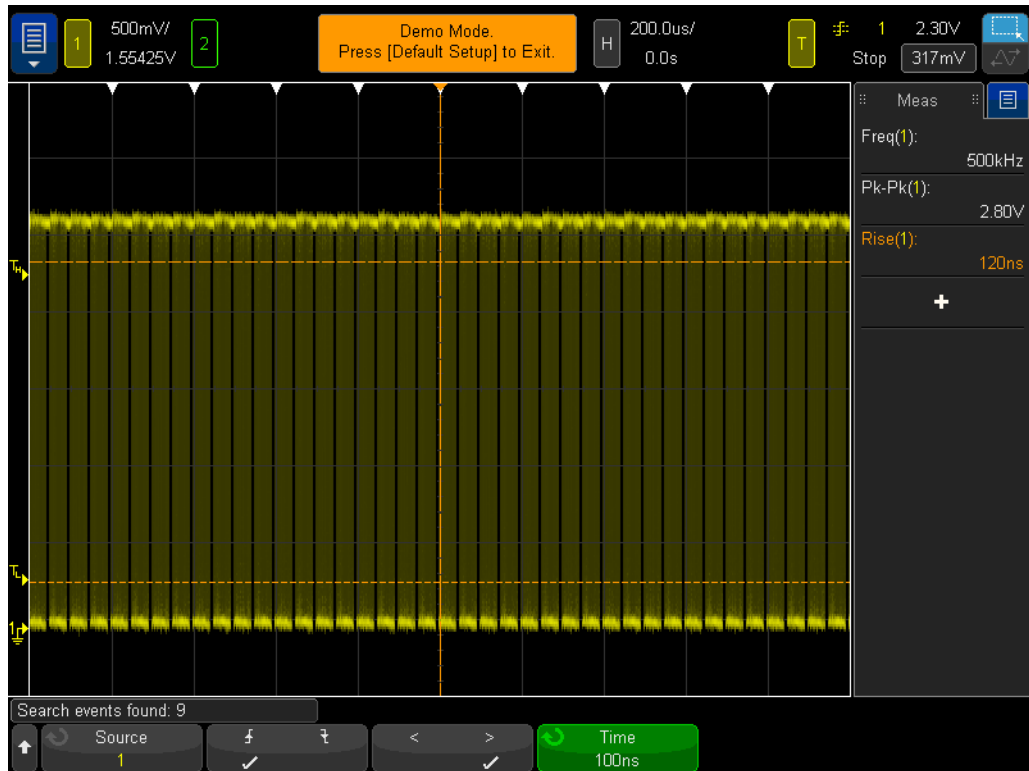 1
500mV/
1.55425V
2
Demo Mode.
Press [Default Setup] to Exit.
H
200.0us/
0.0s
T
1
2.30V
Stop
317mV
Meas
Freq(1):
500kHz
Pk-Pk(1):
2.80V
Rise(1):
120ns
+
TH
TL
1
Search events found: 9
Source
1
< >
Time
100ns